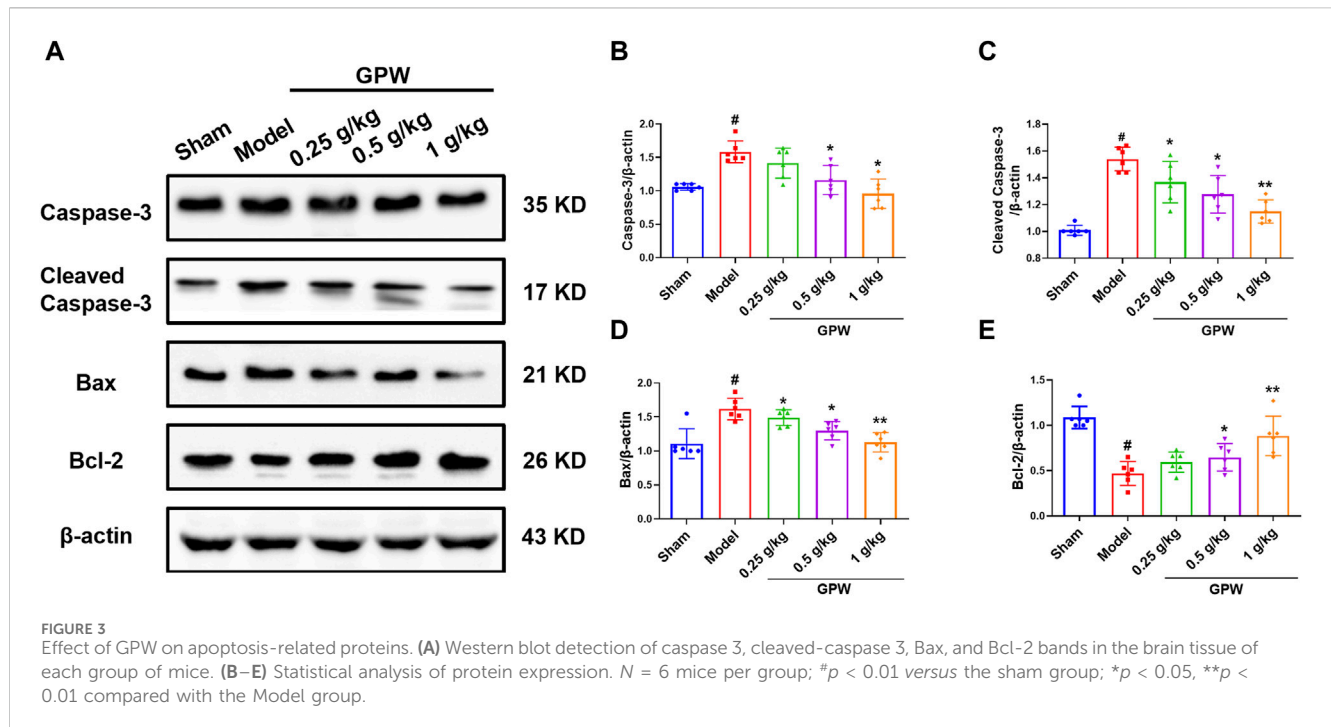 A
GPW
Sham
Model
0.25 g/kg
0.5 g/kg
1 g/kg
Caspase-3
35 KD
Cleaved
Caspase-3
17 KD
Bax
21 KD
Bcl-2
26 KD
β-actin
43 KD
B
Caspase-3/β-actin
2.0
1.5
1.0
0.5
0.0
#
*
*
Sham
Model
0.25 g/kg
0.5 g/kg
1 g/kg
GPW
C
Cleaved Caspase-3
/β-actin
1.8
1.6
1.4
1.2
1.0
0.8
#
*
*
**
Sham
Model
0.25 g/kg
0.5 g/kg
1 g/kg
GPW
D
Bax/β-actin
2.0
1.5
1.0
0.5
0.0
#
*
*
**
Sham
Model
0.25 g/kg
0.5 g/kg
1 g/kg
GPW
E
Bcl-2/β-actin
1.5
1.0
0.5
0.0
#
*
**
Sham
Model
0.25 g/kg
0.5 g/kg
1 g/kg
GPW
FIGURE 3
Effect of GPW on apoptosis-related proteins. (A) Western blot detection of caspase 3, cleaved-caspase 3, Bax, and Bcl-2 bands in the brain tissue of
each group of mice. (B–E) Statistical analysis of protein expression. N = 6 mice per group; #p < 0.01 versus the sham group; *p < 0.05, **p <
0.01 compared with the Model group.